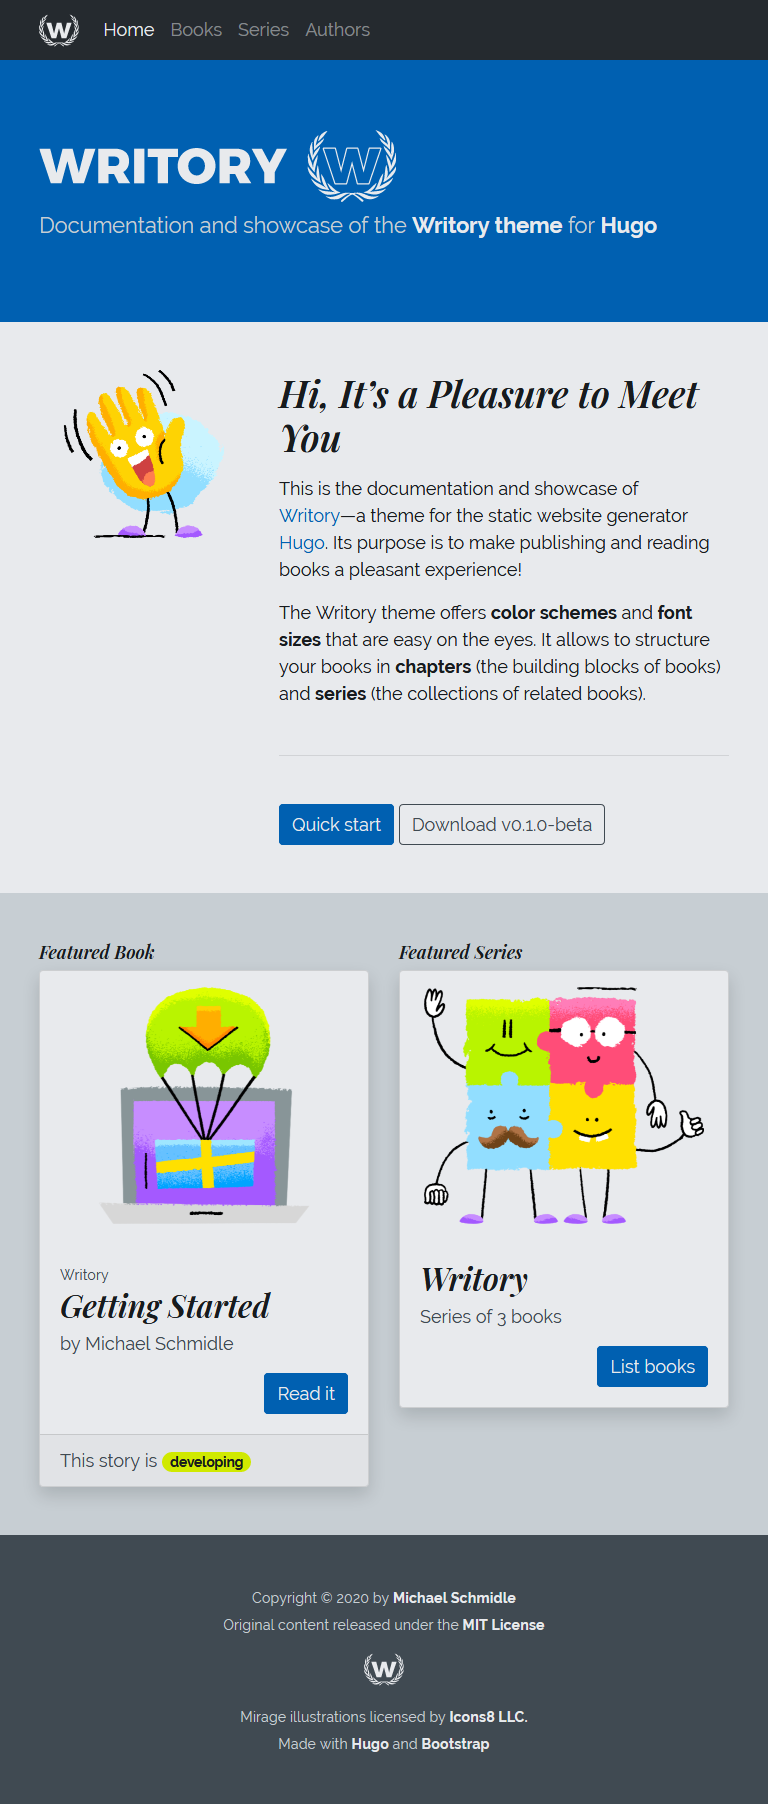 W Home Books Series Authors
WRITORY W
Documentation and showcase of the Writory theme for Hugo
Hi, It’s a Pleasure to Meet
You
This is the documentation and showcase of
Writory—a theme for the static website generator
Hugo. Its purpose is to make publishing and reading
books a pleasant experience!
The Writory theme offers color schemes and font
sizes that are easy on the eyes. It allows to structure
your books in chapters (the building blocks of books)
and series (the collections of related books).
Quick start Download v0.1.0-beta
Featured Book
Writory
Getting Started
by Michael Schmidle
Read it
This story is developing
Featured Series
Writory
Series of 3 books
List books
Copyright © 2020 by Michael Schmidle
Original content released under the MIT License
W
Mirage illustrations licensed by Icons8 LLC.
Made with Hugo and Bootstrap